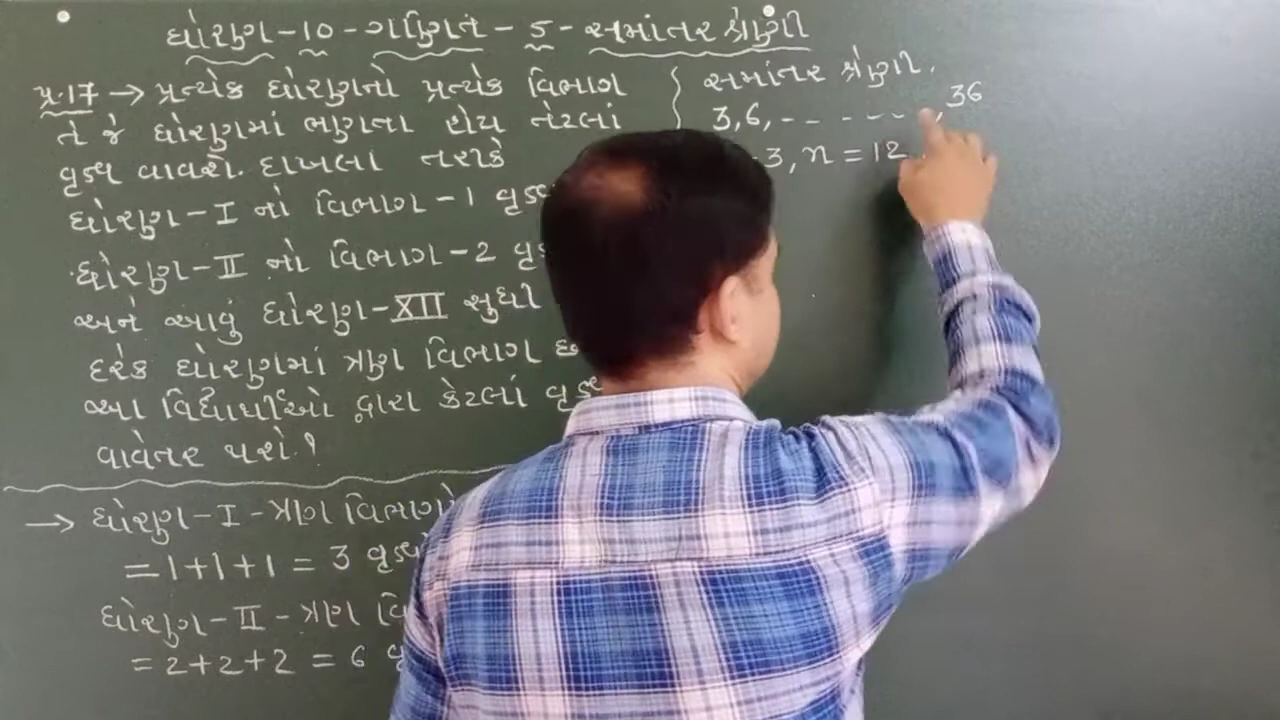 ધોરણ-10-ગણિત-5-સમાંતર શ્રેણી
પ્ર.17 → પ્રત્યેક ધોરણનો પ્રત્યેક વિભાગ
તે જે ધોરણમાં ભણતા હોય તેટલાં
વૃક્ષ વાવશે. દાખલા તરીકે
ધોરણ-I નો વિભાગ-1
ધોરણ-II નો વિભાગ-2
અને આવું ધોરણ-XII સુધી
દરેક ધોરણમાં ત્રણ વિભાગ
આ વિદ્યાર્થીઓ દ્વારા કેટલાં
વાવેતર થશે.?
→ ધોરણ-I-ત્રણ
=1+1+1 = 3
ધોરણ-II-ત્રણ
=2+2+2 = 6
સમાંતર શ્રેણી.
3,6,-- ----, 36
3, n = 12